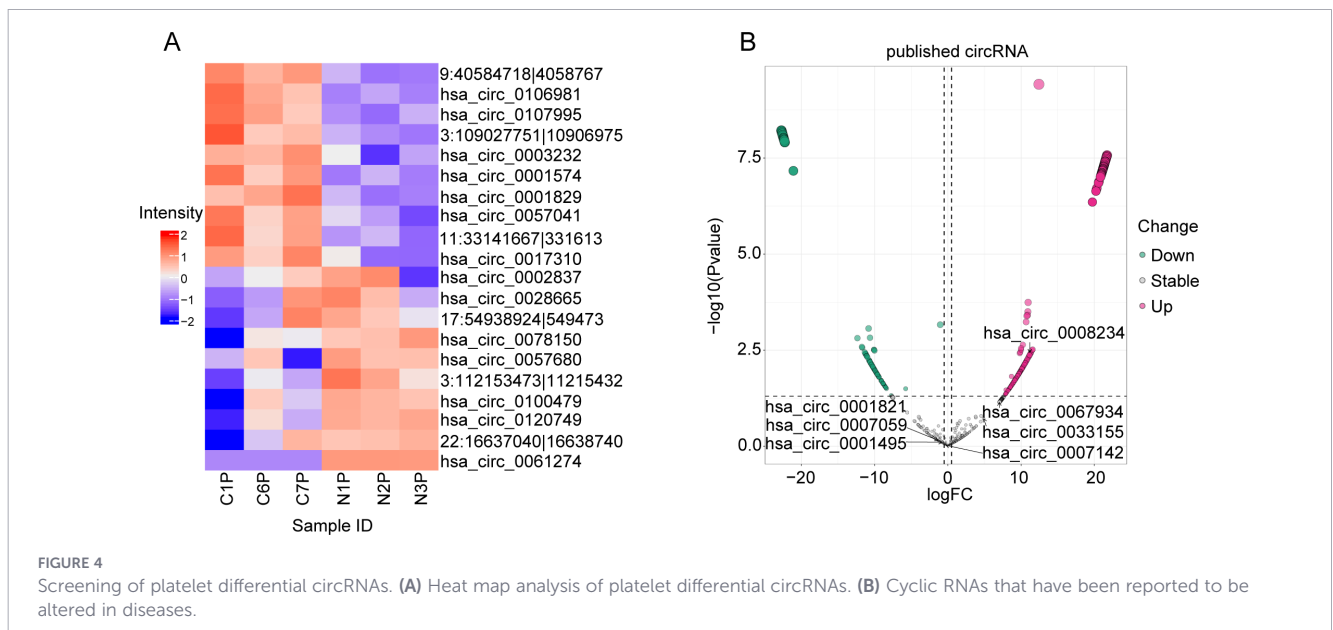 A
9:40584718|4058767
hsa_circ_0106981
hsa_circ_0107995
3:109027751|10906975
hsa_circ_0003232
hsa_circ_0001574
hsa_circ_0001829
hsa_circ_0057041
11:33141667|331613
hsa_circ_0017310
hsa_circ_0002837
hsa_circ_0028665
17:54938924|549473
hsa_circ_0078150
hsa_circ_0057680
3:112153473|11215432
hsa_circ_0100479
hsa_circ_0120749
22:16637040|16638740
hsa_circ_0061274
Intensity
2
1
0
−1
−2
C1P C6P C7P N1P N2P N3P
Sample ID
B
published circRNA
−log10(Pvalue)
7.5
5.0
2.5
0.0
hsa_circ_0008234
hsa_circ_0001821
hsa_circ_0007059
hsa_circ_0001495
hsa_circ_0067934
hsa_circ_0033155
hsa_circ_0007142
−20 −10 0 10 20
logFC
Change
Down
Stable
Up
FIGURE 4
Screening of platelet differential circRNAs. (A) Heat map analysis of platelet differential circRNAs. (B) Cyclic RNAs that have been reported to be
altered in diseases.